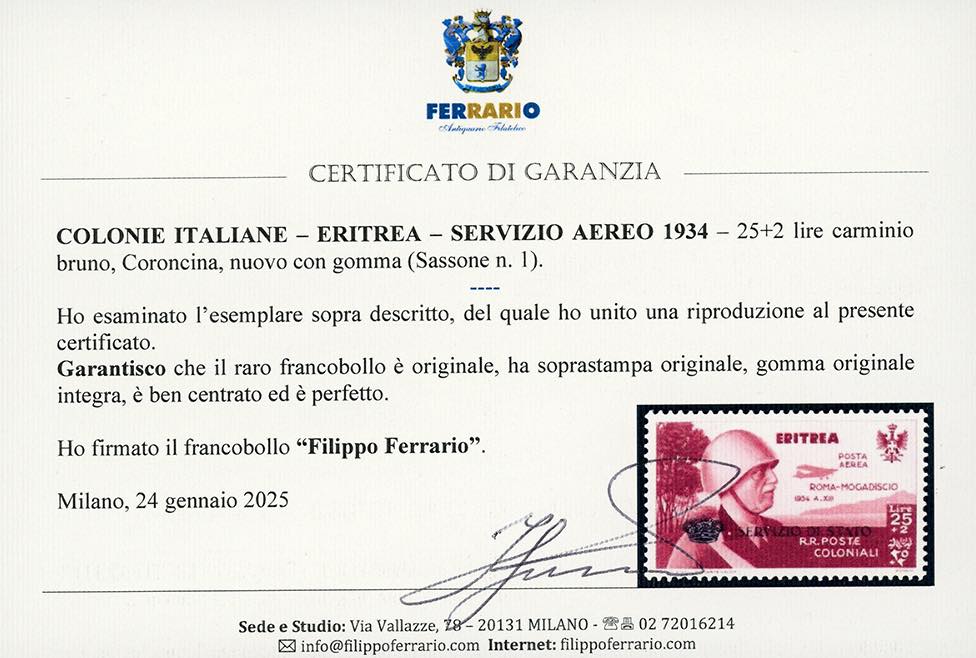 FERRARIO
Antiquario Filatelico
CERTIFICATO DI GARANZIA
COLONIE ITALIANE – ERITREA – SERVIZIO AEREO 1934 – 25+2 lire carminio
bruno, Coroncina, nuovo con gomma (Sassone n. 1).
----
Ho esaminato l’esemplare sopra descritto, del quale ho unito una riproduzione al presente
certificato.
Garantisco che il raro francobollo è originale, ha soprastampa originale, gomma originale
integra, è ben centrato ed è perfetto.
Ho firmato il francobollo “Filippo Ferrario”.
Milano, 24 gennaio 2025
ERITREA
POSTA
AEREA
ROMA-MOGADISCIO
1934 A.XIII
Lire
25
+2
SERVIZIO DI STATO
R.R. POSTE
COLONIALI
Sede e Studio: Via Vallazze, 78 – 20131 MILANO - 02 72016214
info@filippoferrario.com Internet: filippoferrario.com